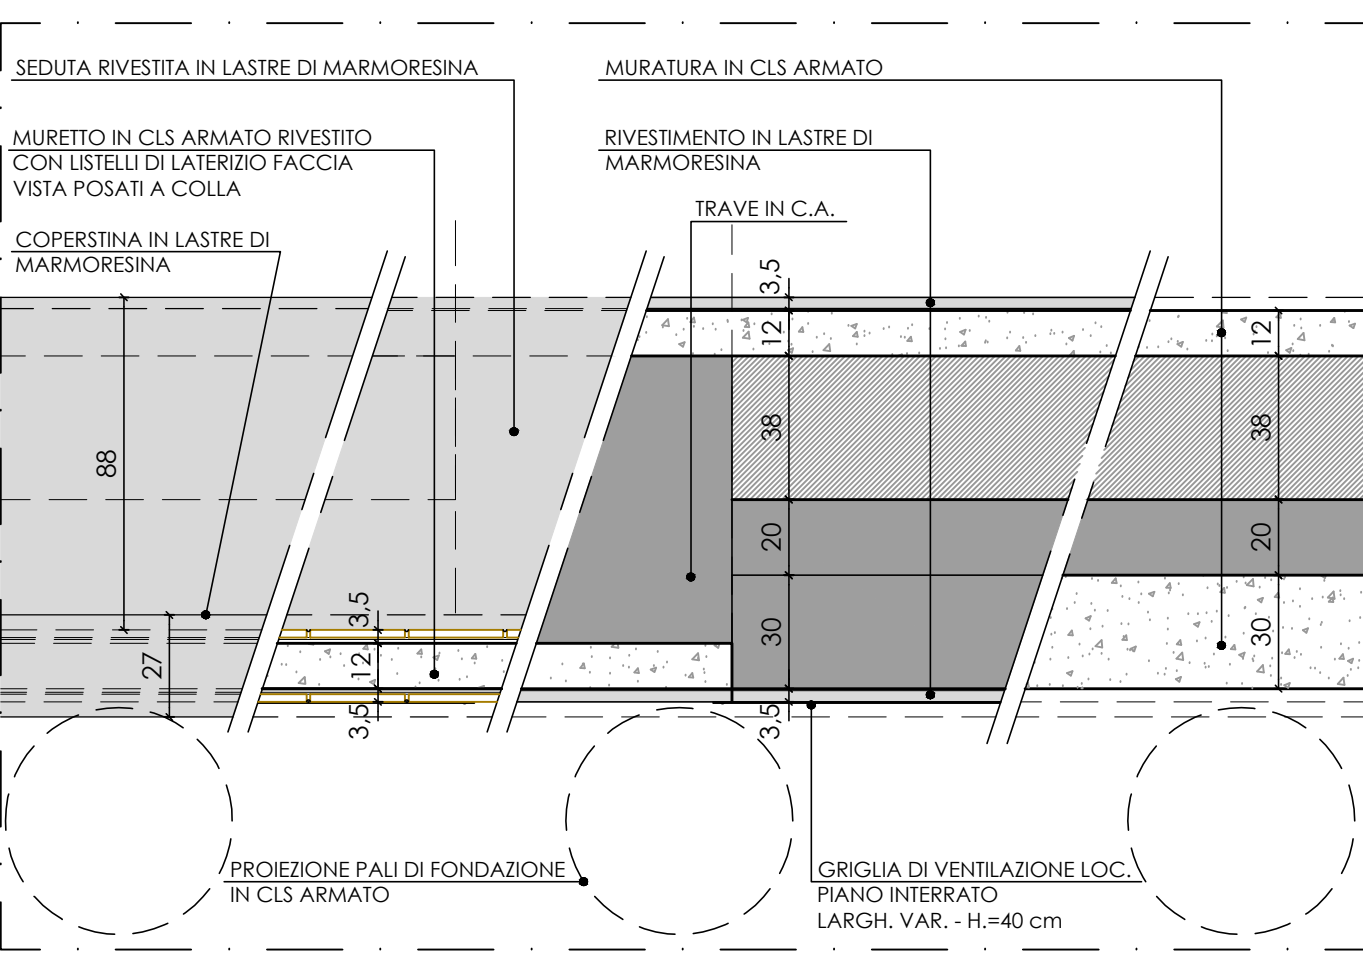 SEDUTA RIVESTITA IN LASTRE DI MARMORESINA
MURETTO IN CLS ARMATO RIVESTITO
CON LISTELLI DI LATERIZIO FACCIA
VISTA POSATI A COLLA
COPERSTINA IN LASTRE DI
MARMORESINA
MURATURA IN CLS ARMATO
RIVESTIMENTO IN LASTRE DI
MARMORESINA
TRAVE IN C.A.
88
27
3,5
12
3,5
3,5
12
38
20
30
3,5
12
38
20
30
PROIEZIONE PALI DI FONDAZIONE
IN CLS ARMATO
GRIGLIA DI VENTILAZIONE LOC.
PIANO INTERRATO
LARGH. VAR. - H.=40 cm